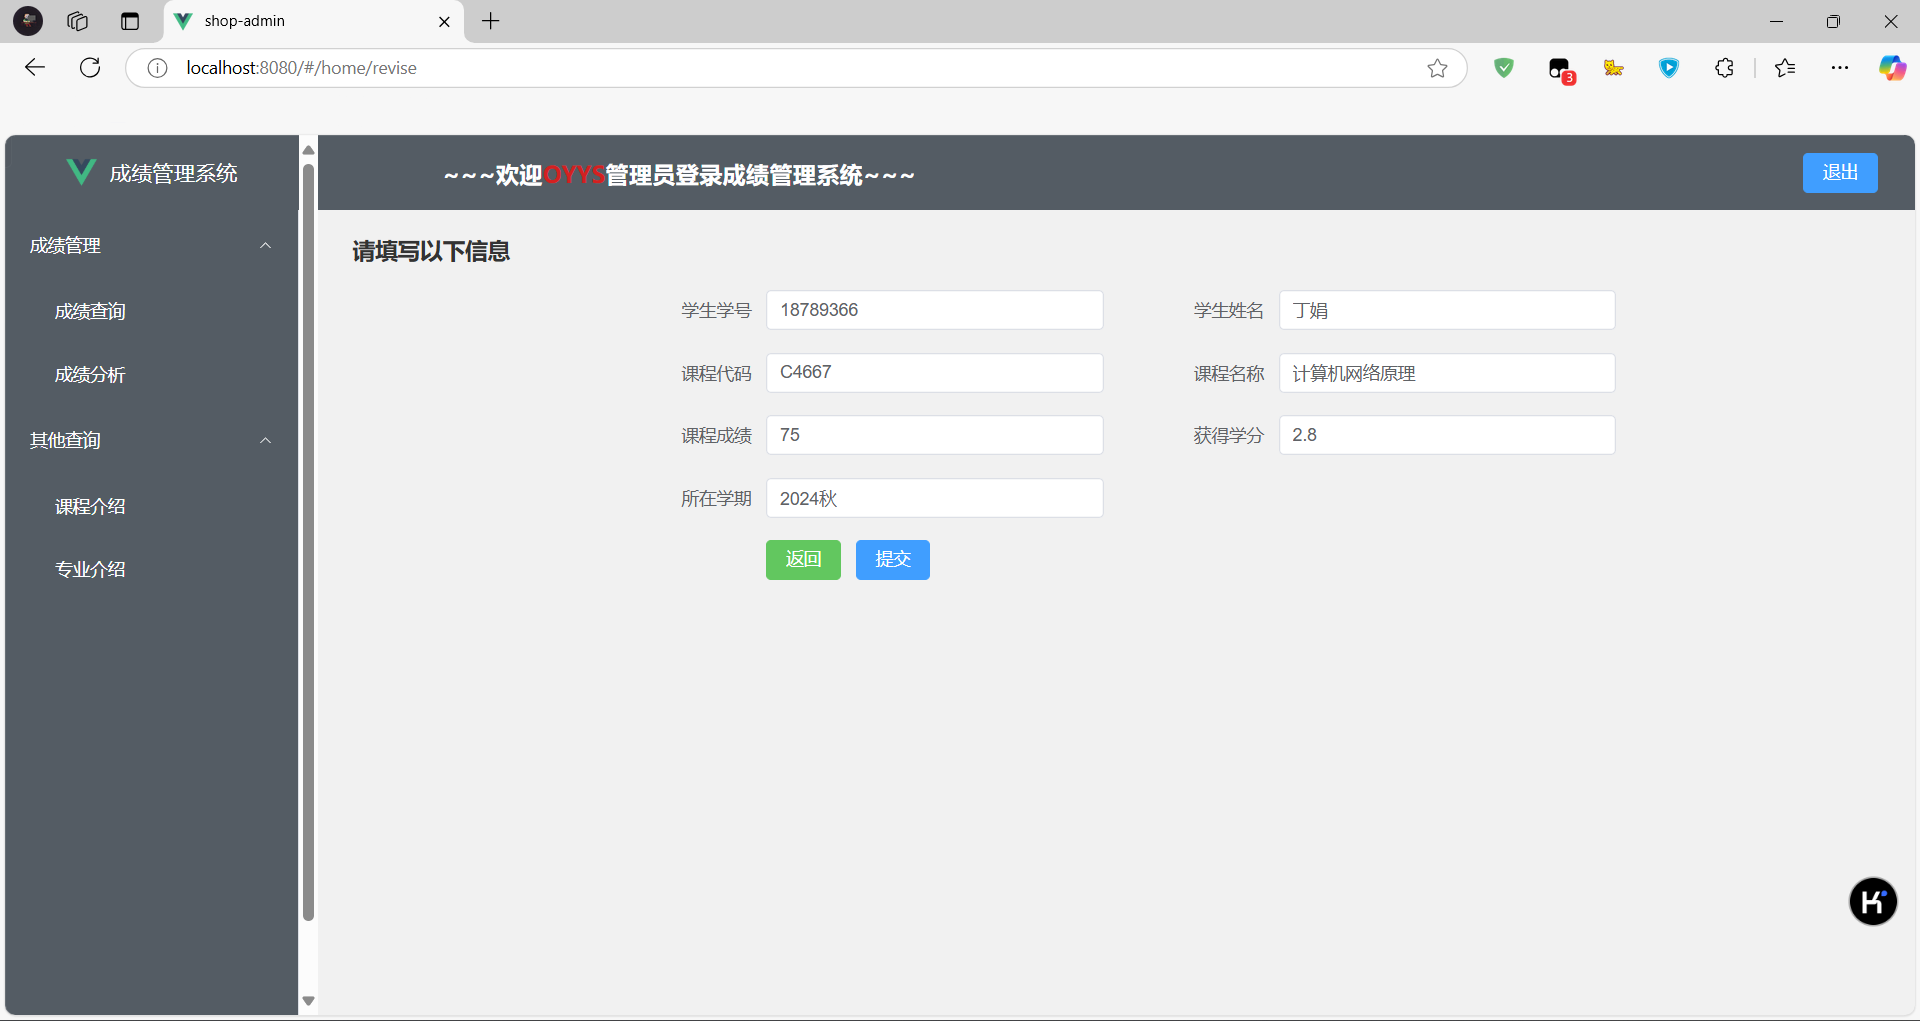 shop-admin
localhost:8080/#/home/revise
3
成绩管理系统
~~~欢迎OYYS管理员登录成绩管理系统~~~
退出
成绩管理
成绩查询
成绩分析
其他查询
课程介绍
专业介绍
请填写以下信息
学生学号 18789366 学生姓名 丁娟
课程代码 C4667 课程名称 计算机网络原理
课程成绩 75 获得学分 2.8
所在学期 2024秋
返回 提交
K